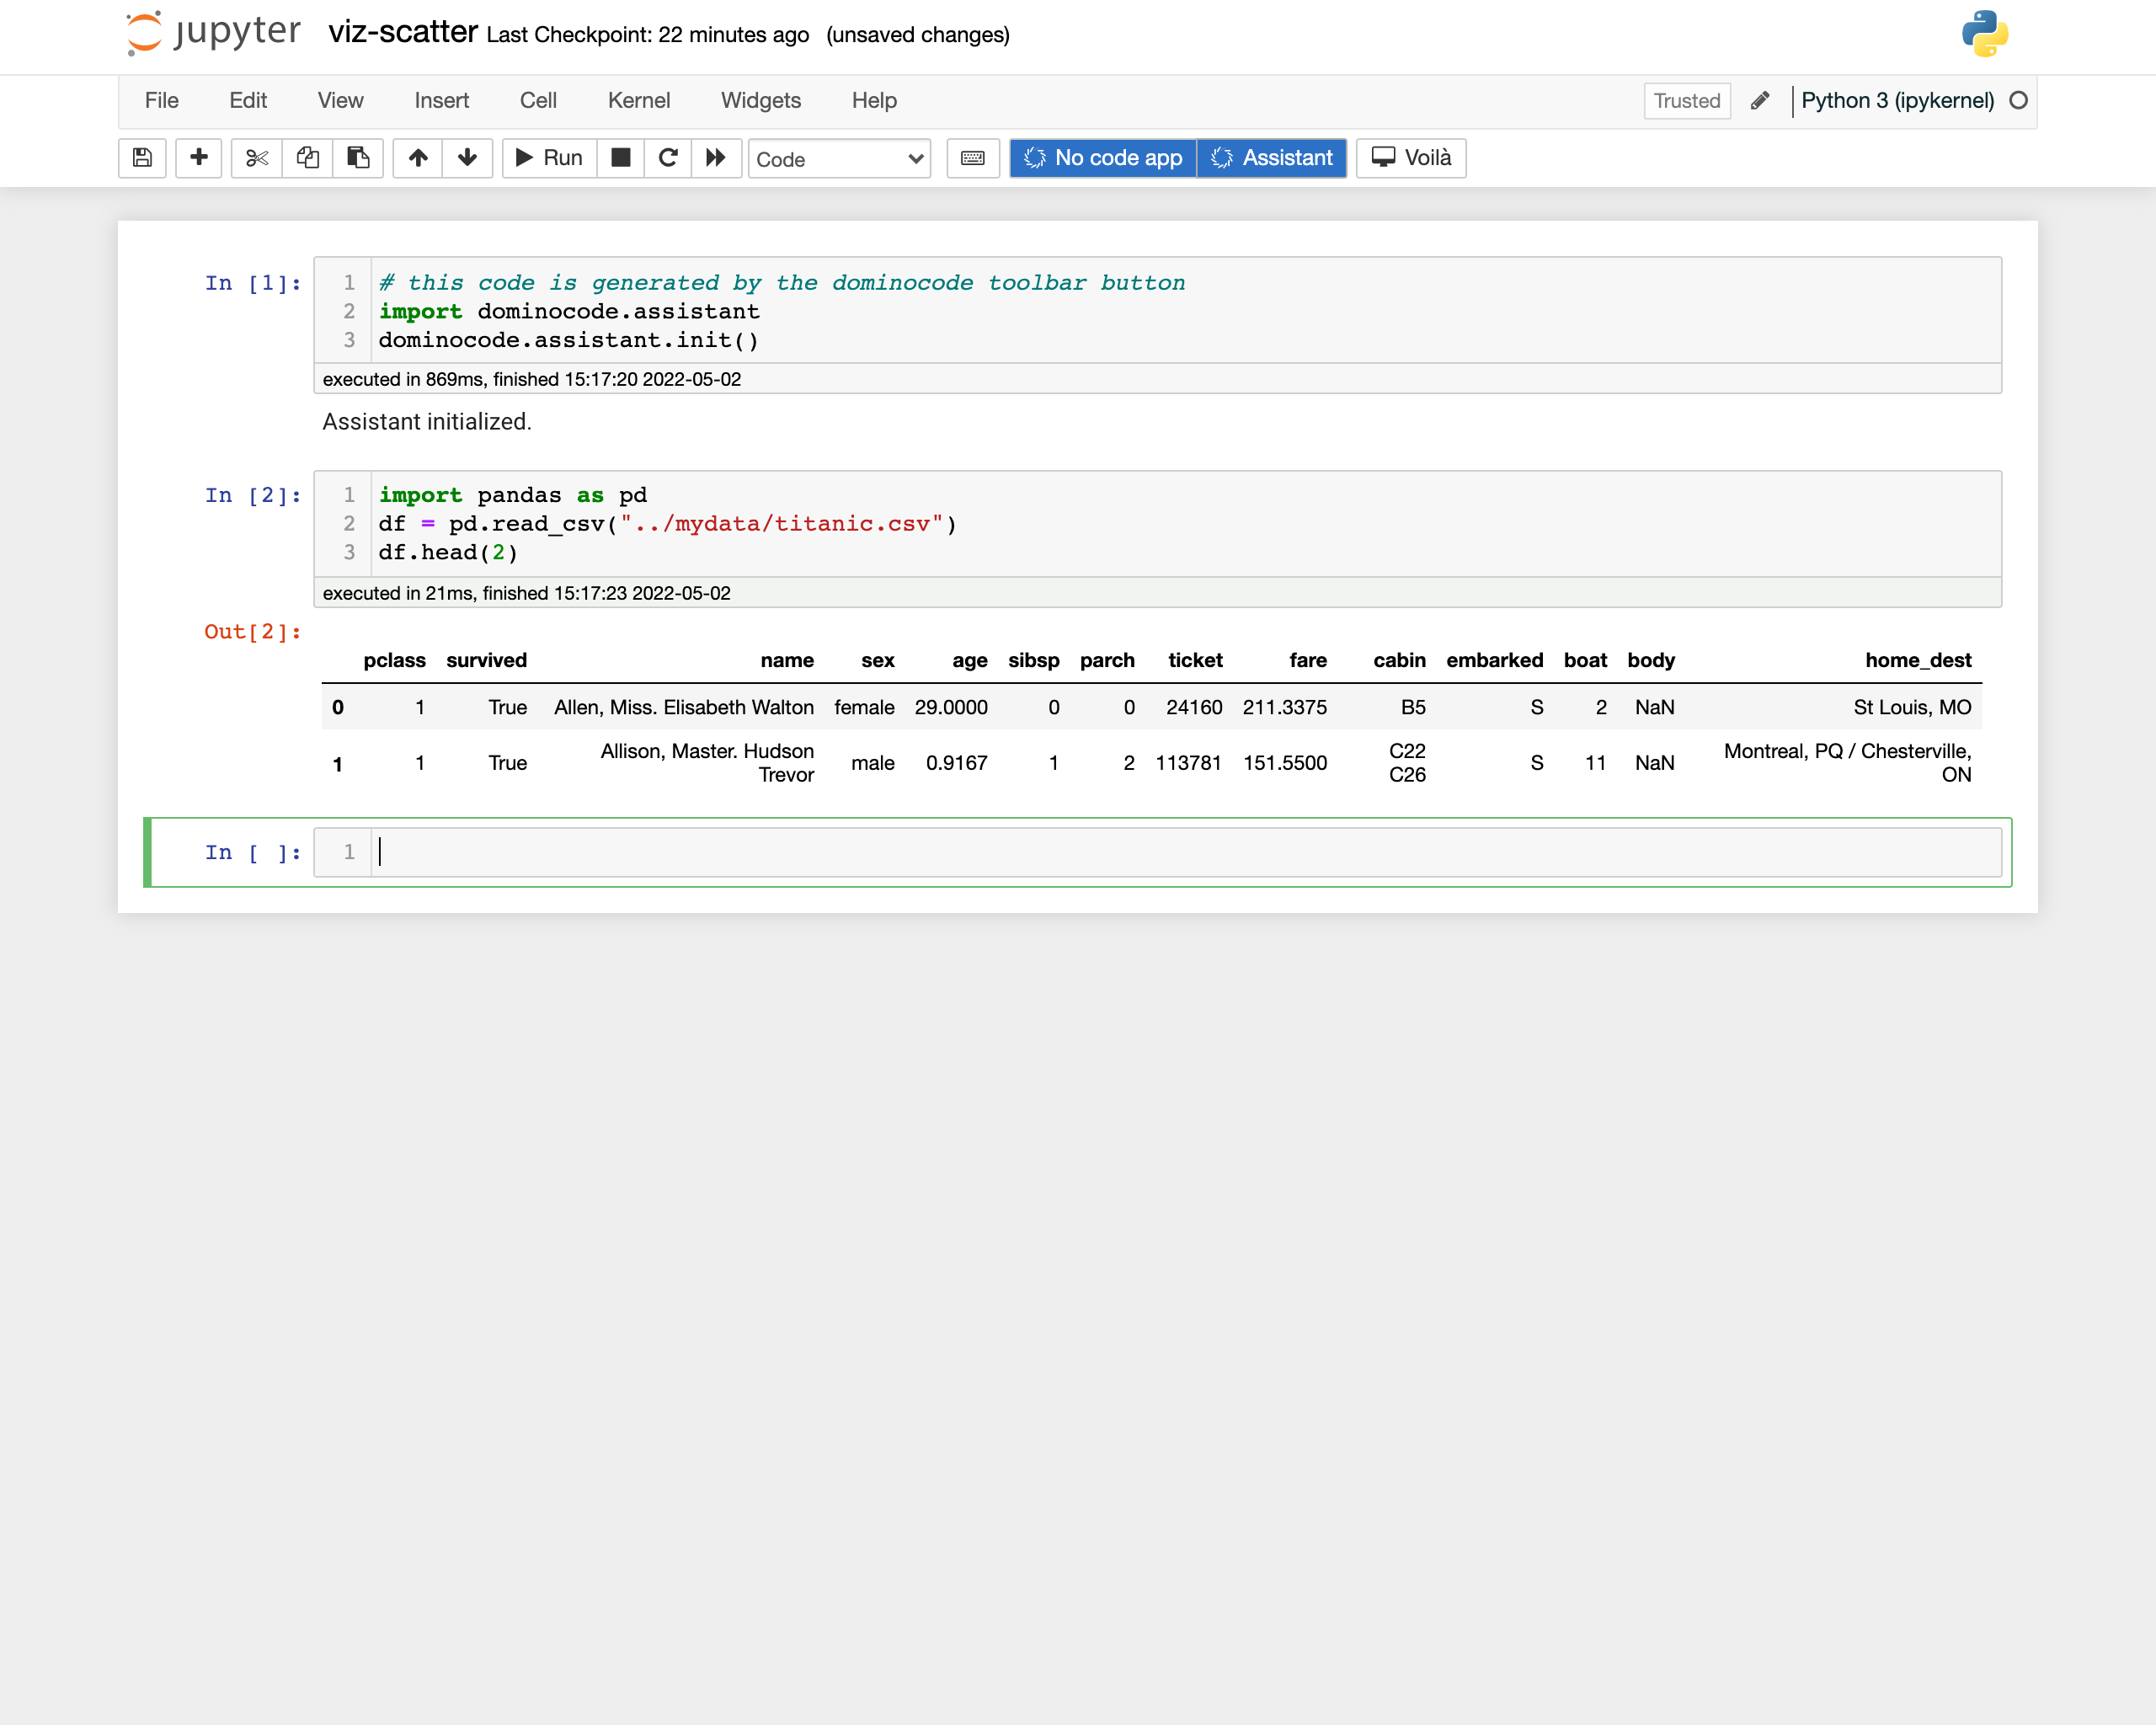 jupyter viz-scatter Last Checkpoint: 22 minutes ago (unsaved changes)
File Edit View Insert Cell Kernel Widgets Help Trusted Python 3 (ipykernel)
Run Code No code app Assistant Voilà
In [1]:
1 # this code is generated by the dominocode toolbar button
2 import dominocode.assistant
3 dominocode.assistant.init()
executed in 869ms, finished 15:17:20 2022-05-02
Assistant initialized.
In [2]:
1 import pandas as pd
2 df = pd.read_csv("../mydata/titanic.csv")
3 df.head(2)
executed in 21ms, finished 15:17:23 2022-05-02
Out[2]:
pclass survived name sex age sibsp parch ticket fare cabin embarked boat body home_dest
0 1 True Allen, Miss. Elisabeth Walton female 29.0000 0 0 24160 211.3375 B5 S 2 NaN St Louis, MO
1 1 True Allison, Master. Hudson Trevor male 0.9167 1 2 113781 151.5500 C22 C26 S 11 NaN Montreal, PQ / Chesterville, ON
In [ ]: 1